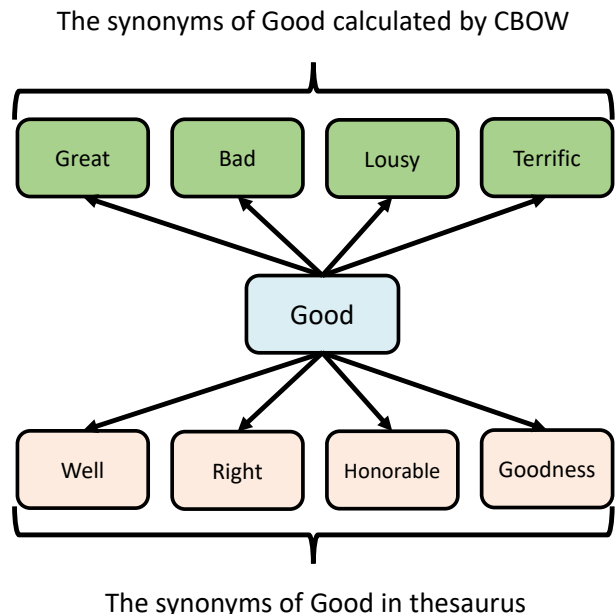 The synonyms of Good calculated by CBOW
Great Bad Lousy Terrific
Good
Well Right Honorable Goodness
The synonyms of Good in thesaurus